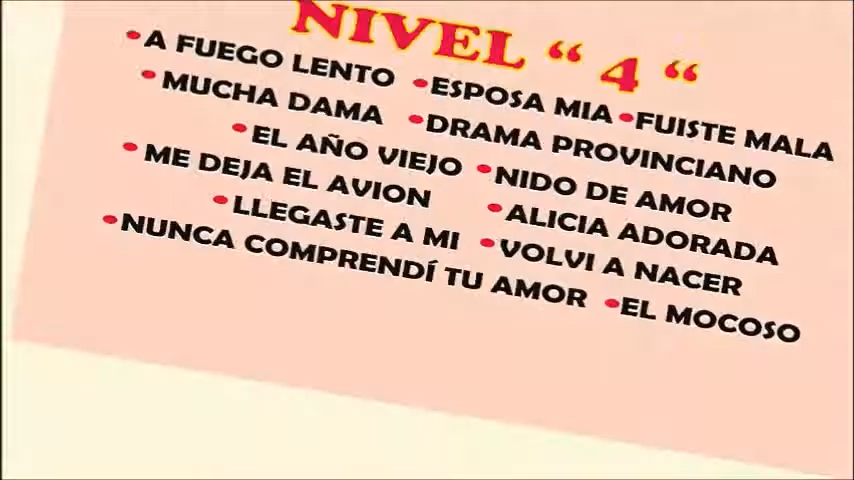 NIVEL “ 4 “
•A FUEGO LENTO •ESPOSA MIA •FUISTE MALA
•MUCHA DAMA •DRAMA PROVINCIANO
•EL AÑO VIEJO •NIDO DE AMOR
•ME DEJA EL AVION •ALICIA ADORADA
•LLEGASTE A MI •VOLVI A NACER
•NUNCA COMPRENDÍ TU AMOR •EL MOCOSO